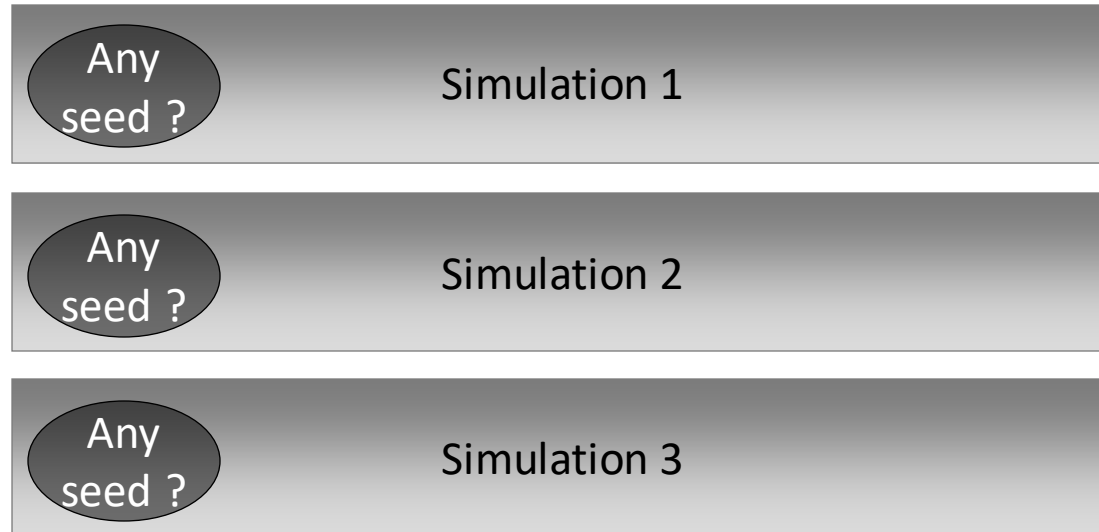 Any
seed ?
Simulation 1
Any
seed ?
Simulation 2
Any
seed ?
Simulation 3